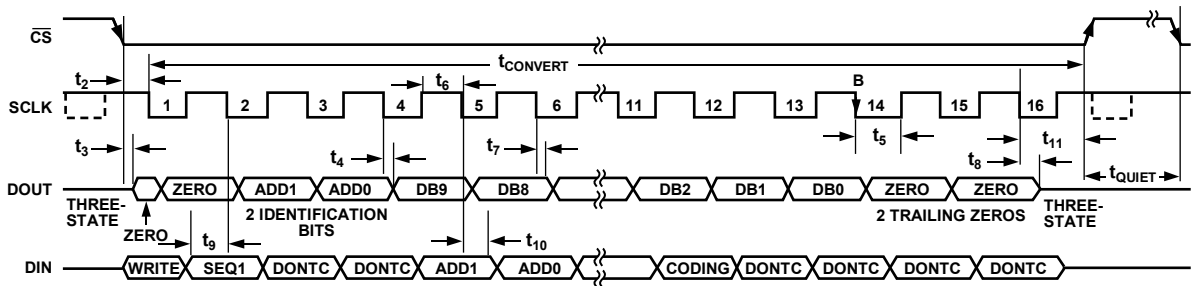 CS
t2
tCONVERT
t6
B
SCLK
1 2 3 4 5 6 11 12 13 14 15 16
t3
t4
t7
t5
t8
t11
DOUT
ZERO ADD1 ADD0 DB9 DB8 DB2 DB1 DB0 ZERO ZERO
tQUIET
THREE-
STATE
ZERO
2 IDENTIFICATION
BITS
2 TRAILING ZEROS
THREE-
STATE
t9
t10
DIN
WRITE SEQ1 DONTC DONTC ADD1 ADD0 CODING DONTC DONTC DONTC DONTC